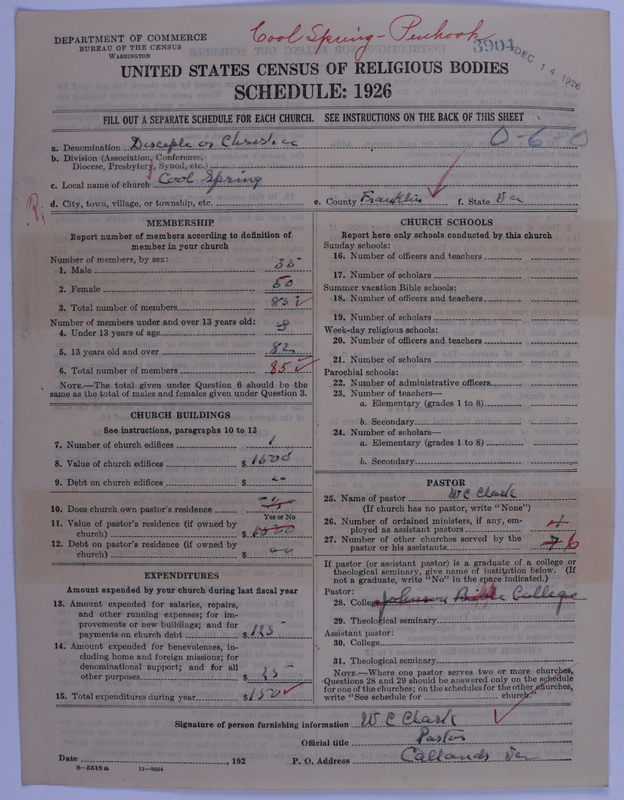 Cool Spring - Penhook
DEPARTMENT OF COMMERCE
BUREAU OF THE CENSUS
WASHINGTON
3904
DEC 14 1926
UNITED STATES CENSUS OF RELIGIOUS BODIES
SCHEDULE: 1926
FILL OUT A SEPARATE SCHEDULE FOR EACH CHURCH. SEE INSTRUCTIONS ON THE BACK OF THIS SHEET
0-6-0
a. Denomination Disciple of Christ
b. Division (Association, Conference,
Diocese, Presbytery, Synod, etc.)
c. Local name of church Cool Spring
d. City, town, village, or township, etc. e. County Franklin f. State Va
MEMBERSHIP
Report number of members according to definition of
member in your church
Number of members, by sex:
1. Male 35
2. Female 50
3. Total number of members 85
Number of members under and over 13 years old:
4. Under 13 years of age 3
5. 13 years old and over 82
6. Total number of members 85
NOTE.—The total given under Question 6 should be the
same as the total of males and females given under Question 3.
CHURCH BUILDINGS
See instructions, paragraphs 10 to 12
7. Number of church edifices 1
8. Value of church edifices $1500
9. Debt on church edifices $ --
10. Does church own pastor's residence
Yes or No
11. Value of pastor's residence (if owned by
church) $
12. Debt on pastor's residence (if owned by
church) $ --
EXPENDITURES
Amount expended by your church during last fiscal year
13. Amount expended for salaries, repairs,
and other running expenses; for im-
provements or new buildings; and for
payments on church debt $125
14. Amount expended for benevolences, in-
cluding home and foreign missions; for
denominational support; and for all
other purposes $25
15. Total expenditures during year $150
CHURCH SCHOOLS
Report here only schools conducted by this church
Sunday schools:
16. Number of officers and teachers
17. Number of scholars
Summer vacation Bible schools:
18. Number of officers and teachers
19. Number of scholars
Week-day religious schools:
20. Number of officers and teachers
21. Number of scholars
Parochial schools:
22. Number of administrative officers
23. Number of teachers—
a. Elementary (grades 1 to 8)
b. Secondary
24. Number of scholars—
a. Elementary (grades 1 to 8)
b. Secondary
PASTOR
25. Name of pastor W C Clark
(If church has no pastor, write "None")
26. Number of ordained ministers, if any, em-
ployed as assistant pastors
27. Number of other churches served by the
pastor or his assistants 7 6
If pastor (or assistant pastor) is a graduate of a college or
theological seminary, give name of institution below. (If
not a graduate, write "No" in the space indicated.)
Pastor:
28. College Johnson Bible College
29. Theological seminary
Assistant pastor:
30. College
31. Theological seminary
NOTE.—Where one pastor serves two or more churches,
Questions 28 and 29 should be answered only on the schedule
for one of the churches; on the schedules for the other churches,
write "See schedule for church."
Signature of person furnishing information W C Clark
Official title Pastor
Date , 192 P. O. Address Callands Va
8—5518 a 11—9054